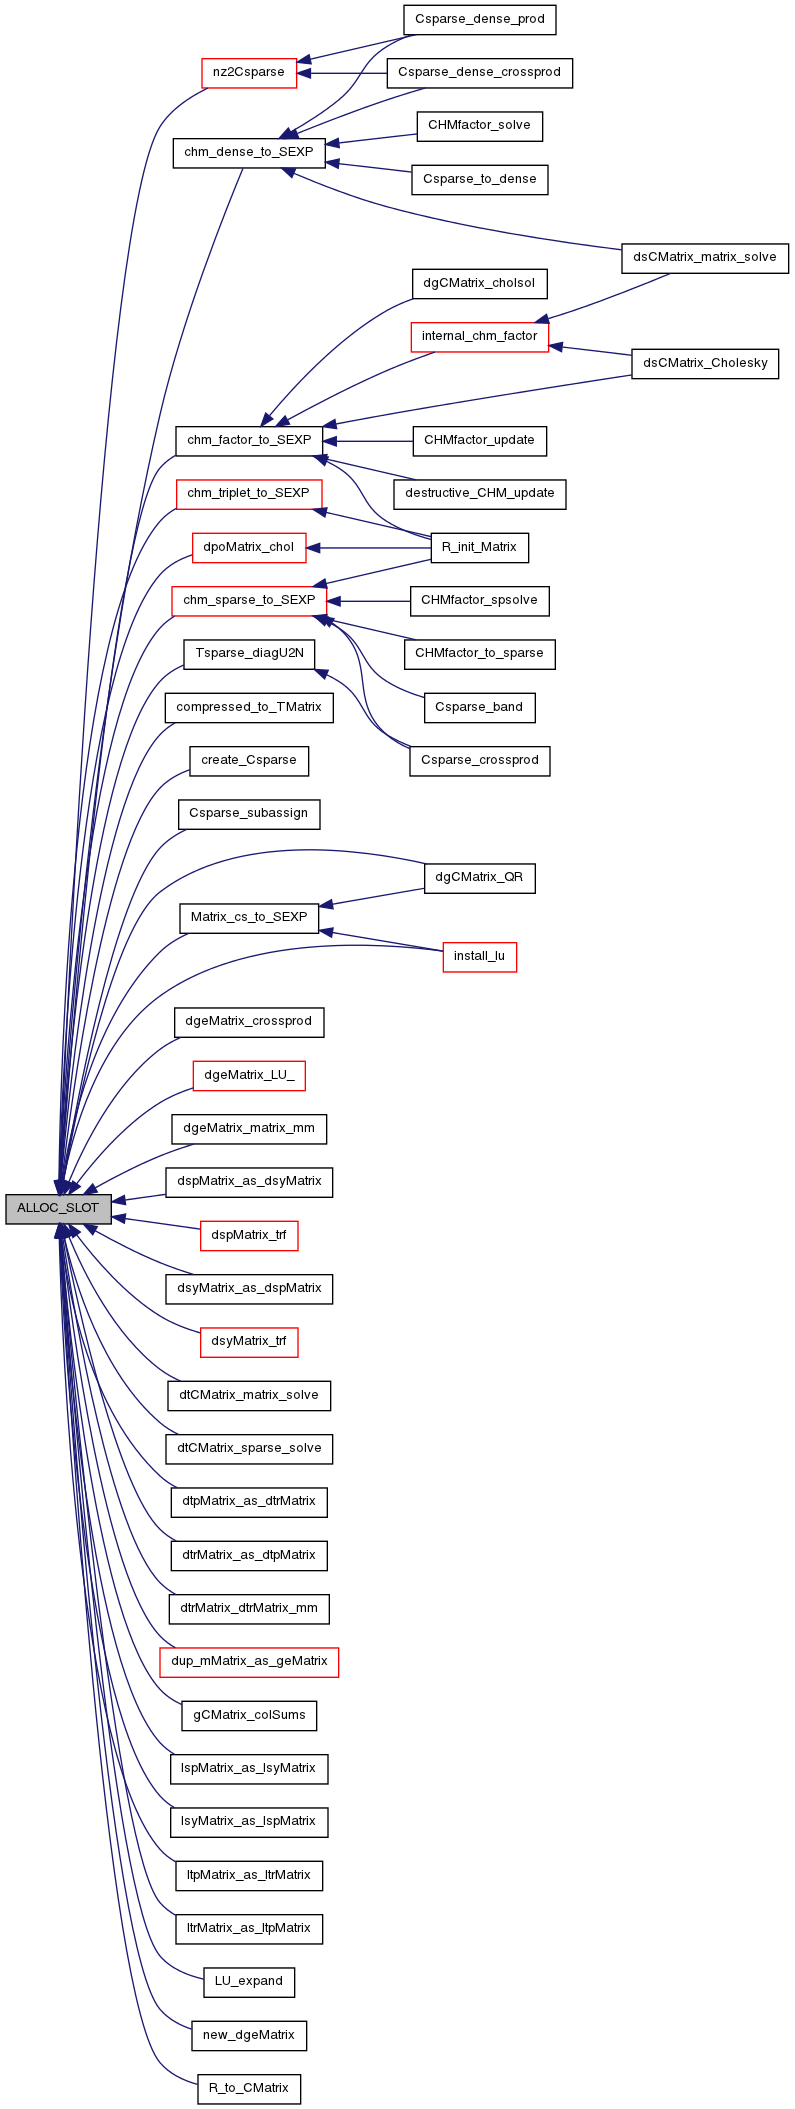 Csparse_dense_prod
nz2Csparse
Csparse_dense_crossprod
CHMfactor_solve
chm_dense_to_SEXP
Csparse_to_dense
dsCMatrix_matrix_solve
dgCMatrix_cholsol
internal_chm_factor
dsCMatrix_Cholesky
chm_factor_to_SEXP
CHMfactor_update
chm_triplet_to_SEXP
destructive_CHM_update
dpoMatrix_chol
R_init_Matrix
chm_sparse_to_SEXP
CHMfactor_spsolve
Tsparse_diagU2N
CHMfactor_to_sparse
compressed_to_TMatrix
Csparse_band
create_Csparse
Csparse_crossprod
Csparse_subassign
dgCMatrix_QR
Matrix_cs_to_SEXP
install_lu
dgeMatrix_crossprod
dgeMatrix_LU_
dgeMatrix_matrix_mm
dspMatrix_as_dsyMatrix
ALLOC_SLOT
dspMatrix_trf
dsyMatrix_as_dspMatrix
dsyMatrix_trf
dtCMatrix_matrix_solve
dtCMatrix_sparse_solve
dtpMatrix_as_dtrMatrix
dtrMatrix_as_dtpMatrix
dtrMatrix_dtrMatrix_mm
dup_mMatrix_as_geMatrix
gCMatrix_colSums
lspMatrix_as_lsyMatrix
lsyMatrix_as_lspMatrix
ltpMatrix_as_ltrMatrix
ltrMatrix_as_ltpMatrix
LU_expand
new_dgeMatrix
R_to_CMatrix